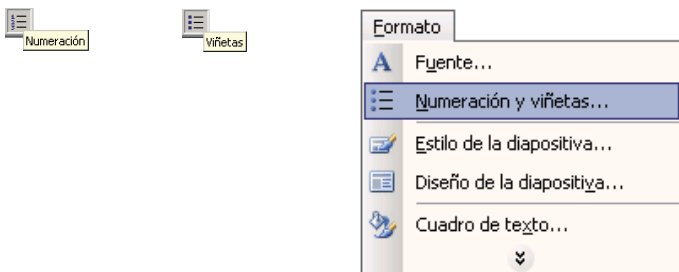 Numeración
Viñetas
Formato
A Fuente...
Numeración y viñetas...
Estilo de la diapositiva...
Diseño de la diapositiva...
Cuadro de texto...